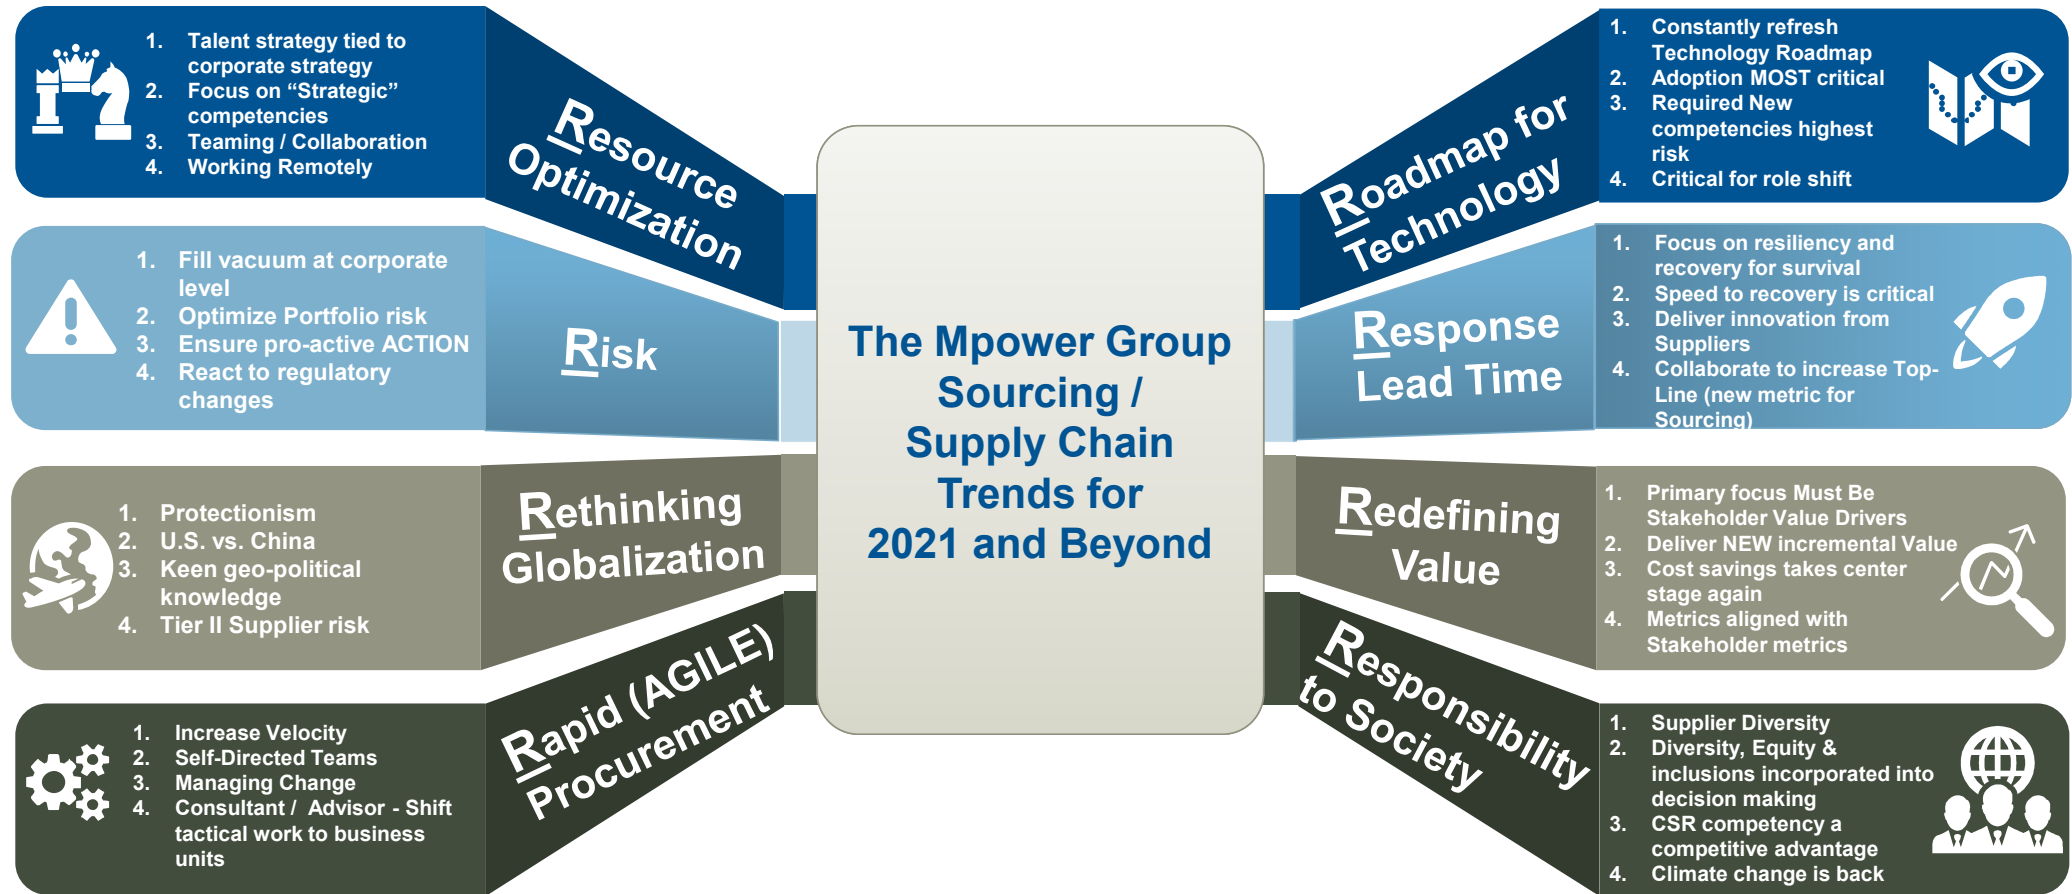 1. Talent strategy tied to
corporate strategy
2. Focus on “Strategic”
competencies
3. Teaming / Collaboration
4. Working Remotely
Resource
Optimization
1. Fill vacuum at corporate
level
2. Optimize Portfolio risk
3. Ensure pro-active ACTION
4. React to regulatory
changes
Risk
1. Protectionism
2. U.S. vs. China
3. Keen geo-political
knowledge
4. Tier II Supplier risk
Rethinking
Globalization
1. Increase Velocity
2. Self-Directed Teams
3. Managing Change
4. Consultant / Advisor - Shift
tactical work to business
units
Rapid (AGILE)
Procurement
The Mpower Group
Sourcing /
Supply Chain
Trends for
2021 and Beyond
Roadmap for
Technology
1. Constantly refresh
Technology Roadmap
2. Adoption MOST critical
3. Required New
competencies highest
risk
4. Critical for role shift
Response
Lead Time
1. Focus on resiliency and
recovery for survival
2. Speed to recovery is critical
3. Deliver innovation from
Suppliers
4. Collaborate to increase Top-
Line (new metric for
Sourcing)
Redefining
Value
1. Primary focus Must Be
Stakeholder Value Drivers
2. Deliver NEW incremental Value
3. Cost savings takes center
stage again
4. Metrics aligned with
Stakeholder metrics
Responsibility
to Society
1. Supplier Diversity
2. Diversity, Equity &
inclusions incorporated into
decision making
3. CSR competency a
competitive advantage
4. Climate change is back